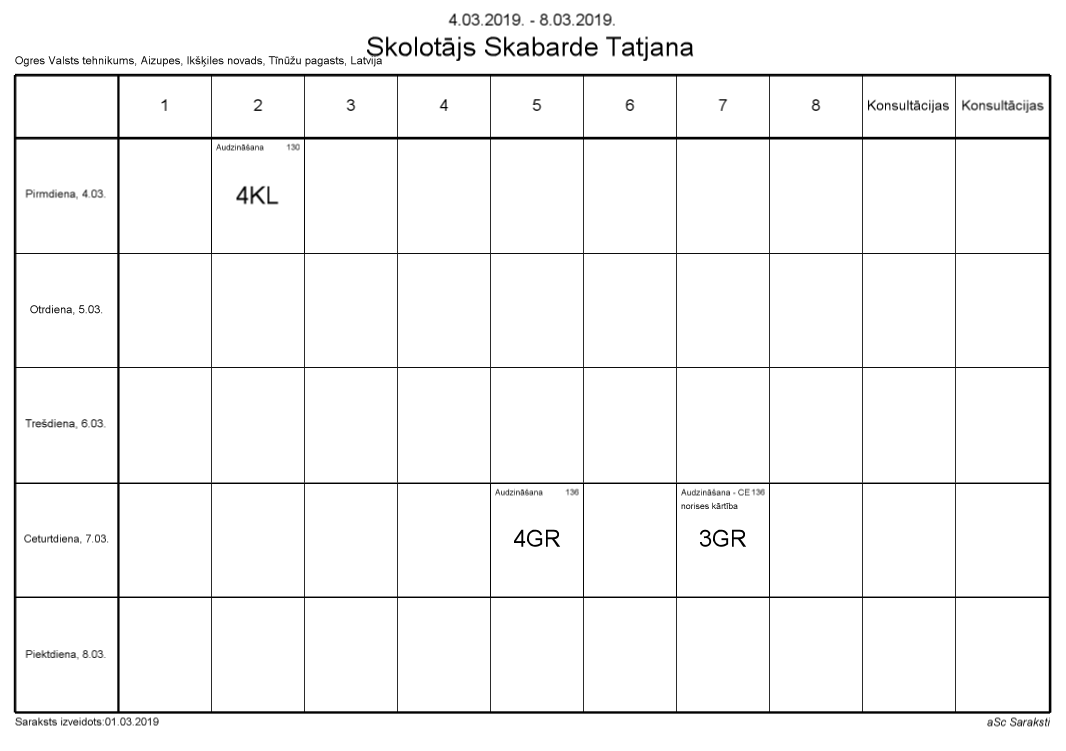 4.03.2019. - 8.03.2019.
Skolotājs Skabarde Tatjana
Ogres Valsts tehnikums, Aizupes, Ikšķiles novads, Tīnūžu pagasts, Latvija
1 2 3 4 5 6 7 8 Konsultācijas Konsultācijas
Audzināšana 130
Pirmdiena, 4.03.
4KL
Otrdiena, 5.03.
Trešdiena, 6.03.
Audzināšana 136 Audzināšana - CE 136
norises kārtība
Ceturtdiena, 7.03.
4GR 3GR
Piektdiena, 8.03.
Saraksts izveidots:01.03.2019 aSc Saraksti